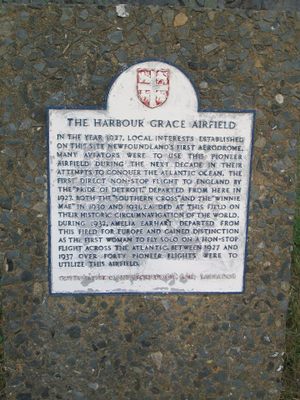 THE HARBOUR GRACE AIRFIELD
IN THE YEAR 1927, LOCAL INTERESTS ESTABLISHED
ON THIS SITE NEWFOUNDLAND'S FIRST AERODROME.
MANY AVIATORS WERE TO USE THIS PIONEER
AIRFIELD DURING THE NEXT DECADE IN THEIR
ATTEMPTS TO CONQUER THE ATLANTIC OCEAN. THE
FIRST DIRECT NON-STOP FLIGHT TO ENGLAND BY
THE "PRIDE OF DETROIT," DEPARTED FROM HERE IN
1927. BOTH THE "SOUTHERN CROSS" AND THE "WINNIE
MAE" IN 1930 AND 1931, LANDED AT THIS FIELD ON
THEIR HISTORIC CIRCUMNAVIGATION OF THE WORLD.
DURING 1932, AMELIA EARHART DEPARTED FROM
THIS FIELD FOR EUROPE AND GAINED DISTINCTION
AS THE FIRST WOMAN TO FLY SOLO ON A NON-STOP
FLIGHT ACROSS THE ATLANTIC. BETWEEN 1927 AND
1937 OVER FORTY PIONEER FLIGHTS WERE TO
UTILIZE THIS AIRFIELD.
LABRADOR